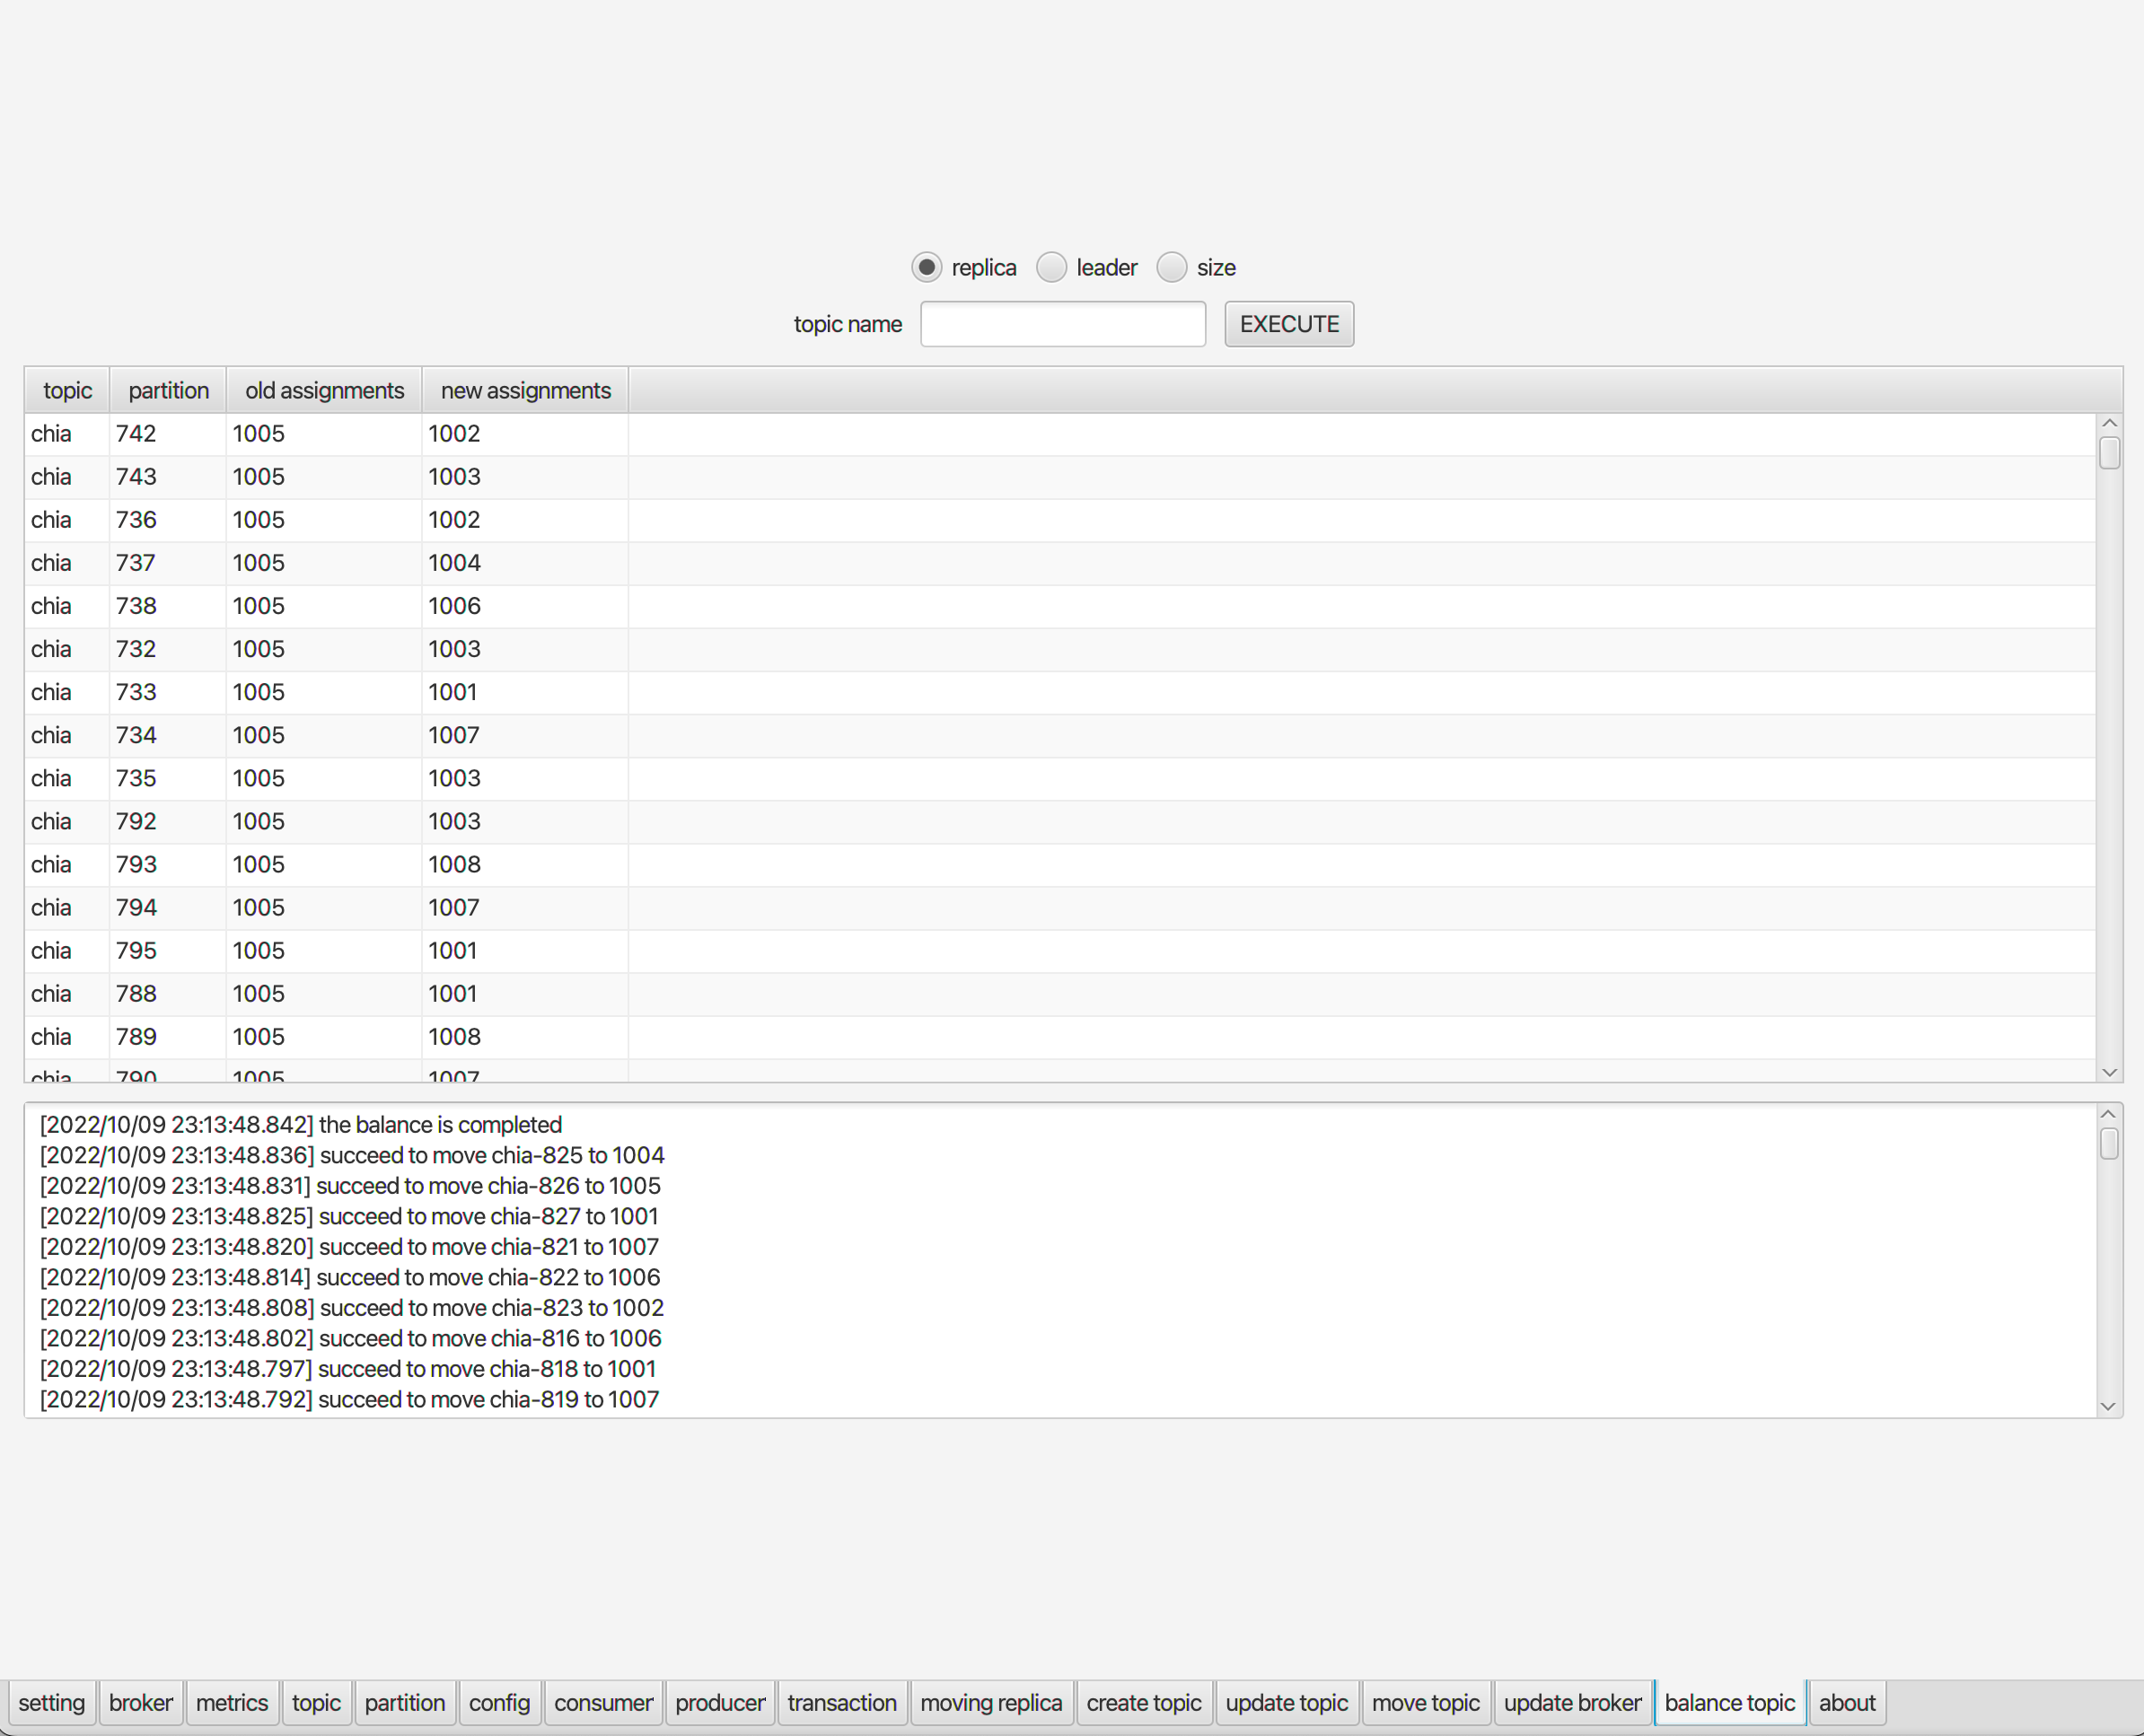 replica leader size
topic name EXECUTE
topic partition old assignments new assignments
chia 742 1005 1002
chia 743 1005 1003
chia 736 1005 1002
chia 737 1005 1004
chia 738 1005 1006
chia 732 1005 1003
chia 733 1005 1001
chia 734 1005 1007
chia 735 1005 1003
chia 792 1005 1003
chia 793 1005 1008
chia 794 1005 1007
chia 795 1005 1001
chia 788 1005 1001
chia 789 1005 1008
chia 790 1005 1007
[2022/10/09 23:13:48.842] the balance is completed
[2022/10/09 23:13:48.836] succeed to move chia-825 to 1004
[2022/10/09 23:13:48.831] succeed to move chia-826 to 1005
[2022/10/09 23:13:48.825] succeed to move chia-827 to 1001
[2022/10/09 23:13:48.820] succeed to move chia-821 to 1007
[2022/10/09 23:13:48.814] succeed to move chia-822 to 1006
[2022/10/09 23:13:48.808] succeed to move chia-823 to 1002
[2022/10/09 23:13:48.802] succeed to move chia-816 to 1006
[2022/10/09 23:13:48.797] succeed to move chia-818 to 1001
[2022/10/09 23:13:48.792] succeed to move chia-819 to 1007
setting broker metrics topic partition config consumer producer transaction moving replica create topic update topic move topic update broker balance topic about